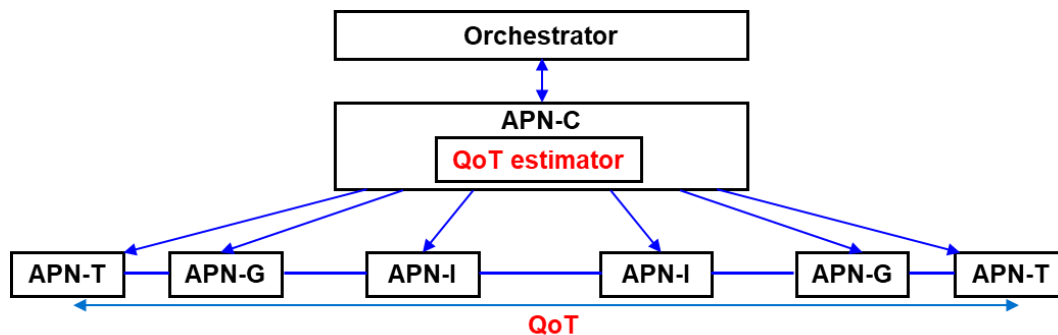 Orchestrator
APN-C
QoT estimator
APN-T APN-G APN-I APN-I APN-G APN-T
QoT